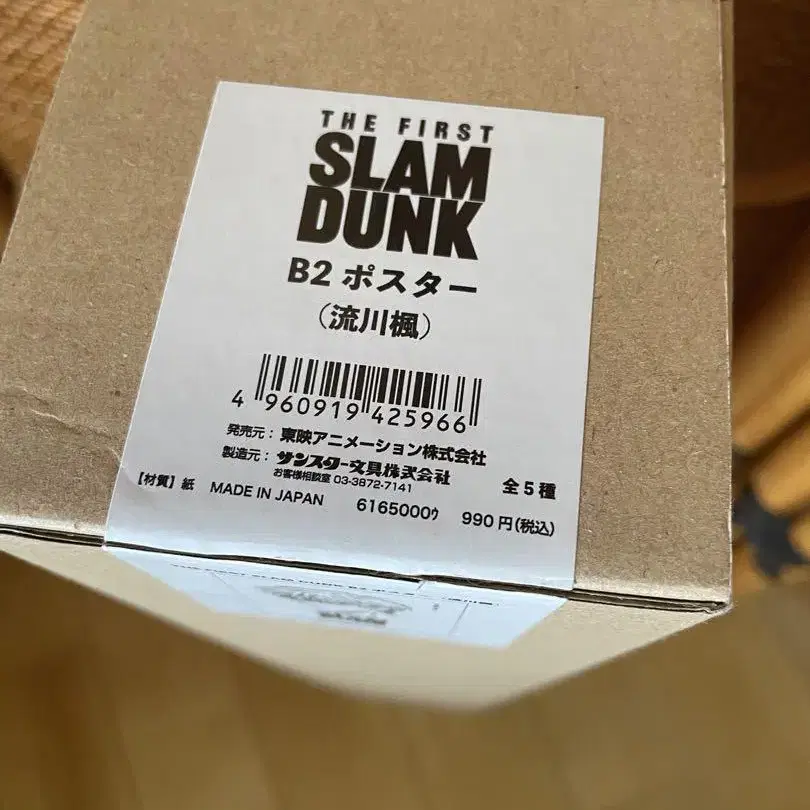 THE FIRST
SLAM
DUNK
B2 ポスター
(流川楓)
4 960919 425966
発売元：東映アニメーション株式会社
製造元：サンスター文具株式会社
お客様相談室 03-3872-7141
全5種
【材質】紙 MADE IN JAPAN 6165000ｳ 990円(税込)